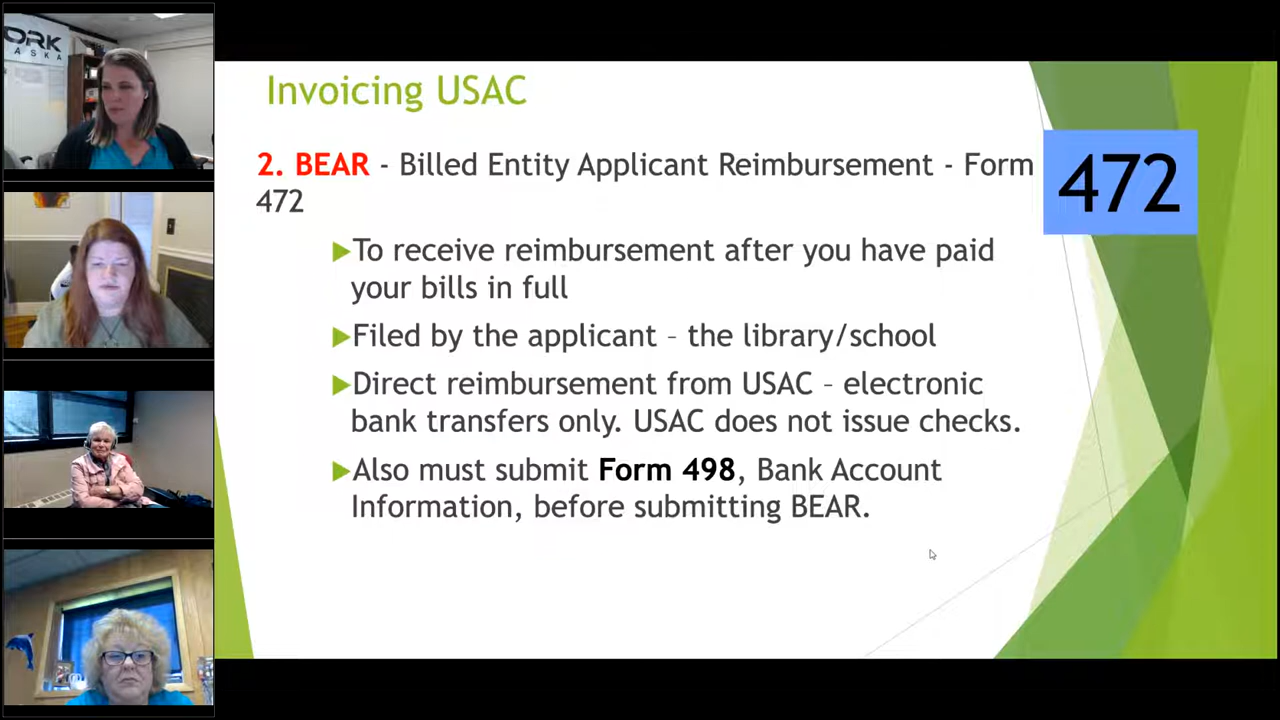 ORK
ASKA
Invoicing USAC
2. BEAR - Billed Entity Applicant Reimbursement - Form
472
472
To receive reimbursement after you have paid
your bills in full
Filed by the applicant – the library/school
Direct reimbursement from USAC – electronic
bank transfers only. USAC does not issue checks.
Also must submit Form 498, Bank Account
Information, before submitting BEAR.